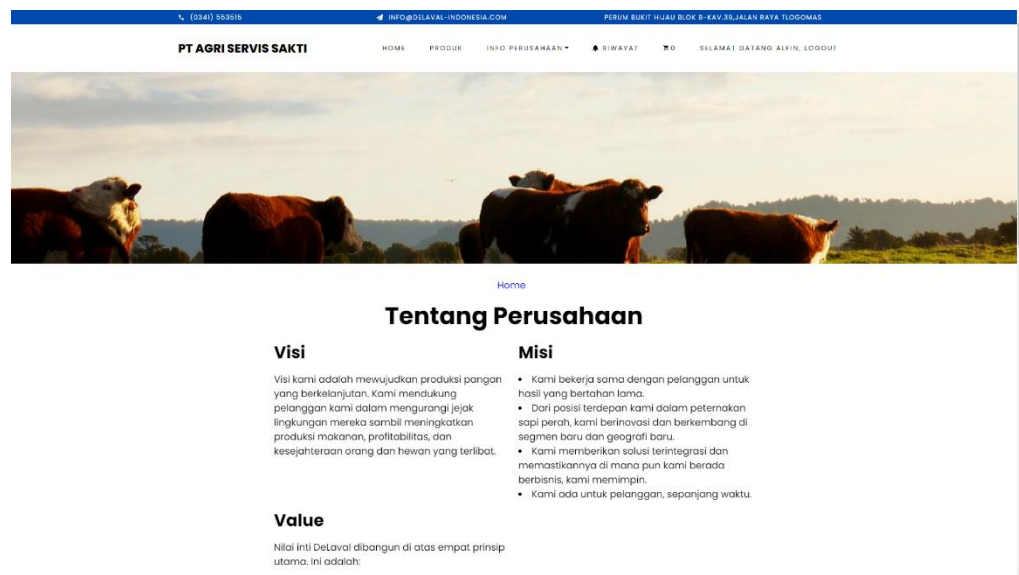 (0341) 553515
INFO@DELAVAL-INDONESIA.COM
PERUM BUKIT HIJAU BLOK B-KAV.39,JALAN RAYA TLOGOMAS
PT AGRI SERVIS SAKTI
HOME
PRODUK
INFO PERUSAHAAN
RIWAYAT
0
SELAMAT DATANG ALFIN, LOGOUT
Home
Tentang Perusahaan
Visi
Visi kami adalah mewujudkan produksi pangan
yang berkelanjutan. Kami mendukung
pelanggan kami dalam mengurangi jejak
lingkungan mereka sambil meningkatkan
produksi makanan, profitabilitas, dan
kesejahteraan orang dan hewan yang terlibat.
Misi
• Kami bekerja sama dengan pelanggan untuk
hasil yang bertahan lama.
• Dari posisi terdepan kami dalam peternakan
sapi perah, kami berinovasi dan berkembang di
segmen baru dan geografi baru.
• Kami memberikan solusi terintegrasi dan
memastikannya di mana pun kami berada
berbisnis, kami memimpin.
• Kami ada untuk pelanggan, sepanjang waktu.
Value
Nilai inti DeLaval dibangun di atas empat prinsip
utama. Ini adalah: